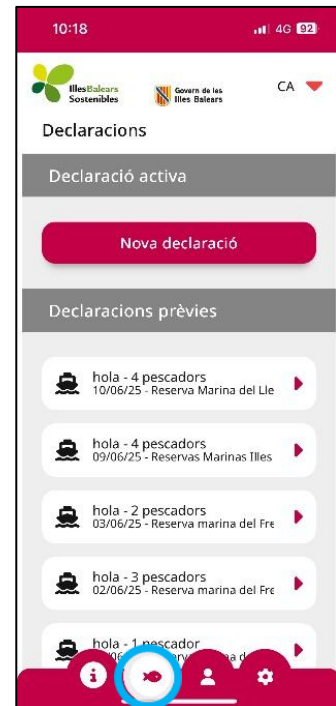 10:18
4G 92
IllesBalears
Sostenibles
Govern de les
Illes Balears
CA
Declaracions
Declaració activa
Nova declaració
Declaracions prèvies
hola - 4 pescadors
10/06/25 - Reserva Marina del Lle
hola - 4 pescadors
09/06/25 - Reservas Marinas Illes
hola - 2 pescadors
03/06/25 - Reserva marina del Fre
hola - 3 pescadors
02/06/25 - Reserva marina del Fre
hola - 1 pescador